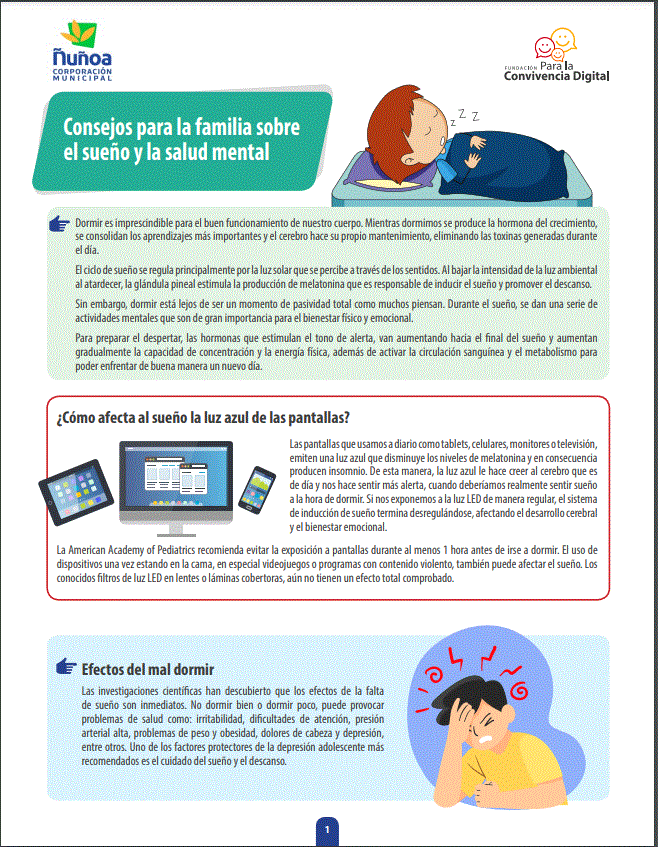 Ñuñoa
CORPORACIÓN
MUNICIPAL
FUNDACIÓN Para la
Convivencia Digital
Consejos para la familia sobre
el sueño y la salud mental
z z z
Dormir es imprescindible para el buen funcionamiento de nuestro cuerpo. Mientras dormimos se produce la hormona del crecimiento,
se consolidan los aprendizajes más importantes y el cerebro hace su propio mantenimiento, eliminando las toxinas generadas durante
el día.
El ciclo de sueño se regula principalmente por la luz solar que se percibe a través de los sentidos. Al bajar la intensidad de la luz ambiental
al atardecer, la glándula pineal estimula la producción de melatonina que es responsable de inducir el sueño y promover el descanso.
Sin embargo, dormir está lejos de ser un momento de pasividad total como muchos piensan. Durante el sueño, se dan una serie de
actividades mentales que son de gran importancia para el bienestar físico y emocional.
Para preparar el despertar, las hormonas que estimulan el tono de alerta, van aumentando hacia el final del sueño y aumentan
gradualmente la capacidad de concentración y la energía física, además de activar la circulación sanguínea y el metabolismo para
poder enfrentar de buena manera un nuevo día.
¿Cómo afecta al sueño la luz azul de las pantallas?
Las pantallas que usamos a diario como tablets, celulares, monitores o televisión,
emiten una luz azul que disminuye los niveles de melatonina y en consecuencia
producen insomnio. De esta manera, la luz azul le hace creer al cerebro que es
de día y nos hace sentir más alerta, cuando deberíamos realmente sentir sueño
a la hora de dormir. Si nos exponemos a la luz LED de manera regular, el sistema
de inducción de sueño termina desregulándose, afectando el desarrollo cerebral
y el bienestar emocional.
La American Academy of Pediatrics recomienda evitar la exposición a pantallas durante al menos 1 hora antes de irse a dormir. El uso de
dispositivos una vez estando en la cama, en especial videojuegos o programas con contenido violento, también puede afectar el sueño. Los
conocidos filtros de luz LED en lentes o láminas cobertoras, aún no tienen un efecto total comprobado.
Efectos del mal dormir
Las investigaciones científicas han descubierto que los efectos de la falta
de sueño son inmediatos. No dormir bien o dormir poco, puede provocar
problemas de salud como: irritabilidad, dificultades de atención, presión
arterial alta, problemas de peso y obesidad, dolores de cabeza y depresión,
entre otros. Uno de los factores protectores de la depresión adolescente más
recomendados es el cuidado del sueño y el descanso.
1